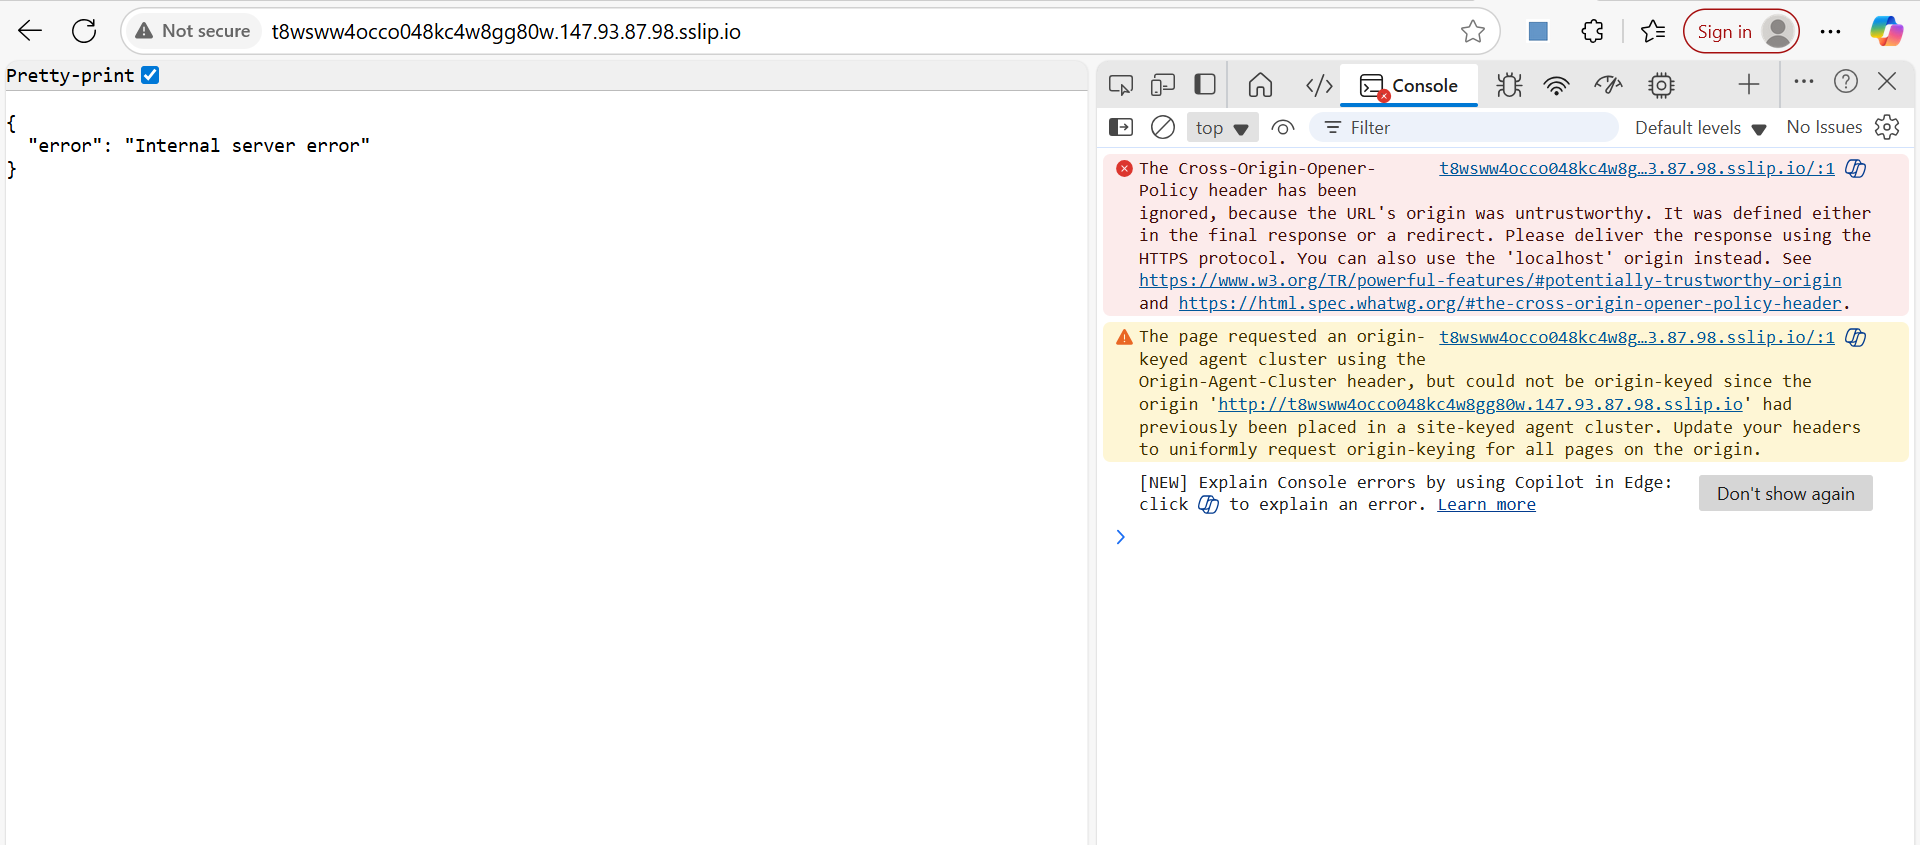 Not secure t8wsww4occo048kc4w8gg80w.147.93.87.98.sslip.io Sign in
Pretty-print
{
"error": "Internal server error"
}
Console
top Filter Default levels No Issues
The Cross-Origin-Opener- t8wsww4occo048kc4w8g…3.87.98.sslip.io/:1
Policy header has been
ignored, because the URL's origin was untrustworthy. It was defined either
in the final response or a redirect. Please deliver the response using the
HTTPS protocol. You can also use the 'localhost' origin instead. See
https://www.w3.org/TR/powerful-features/#potentially-trustworthy-origin
and https://html.spec.whatwg.org/#the-cross-origin-opener-policy-header.
The page requested an origin- t8wsww4occo048kc4w8g…3.87.98.sslip.io/:1
keyed agent cluster using the
Origin-Agent-Cluster header, but could not be origin-keyed since the
origin 'http://t8wsww4occo048kc4w8gg80w.147.93.87.98.sslip.io' had
previously been placed in a site-keyed agent cluster. Update your headers
to uniformly request origin-keying for all pages on the origin.
[NEW] Explain Console errors by using Copilot in Edge: Don't show again
click to explain an error. Learn more